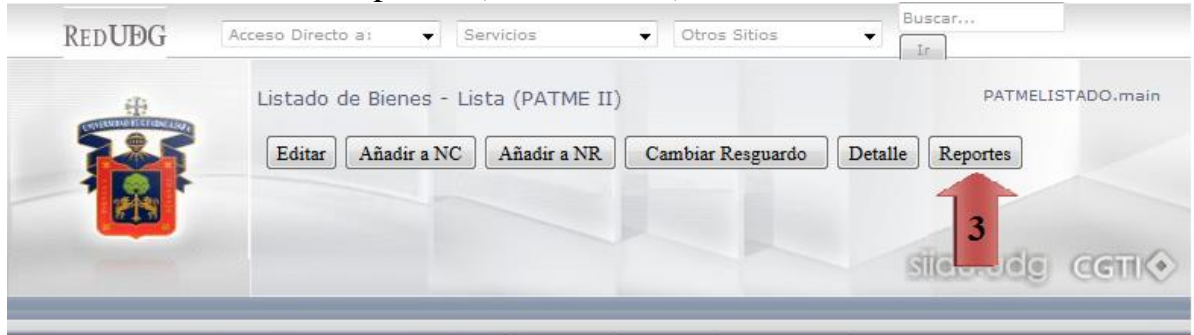 REDUDG
Acceso Directo a:
Servicios
Otros Sitios
Buscar...
Ir
Listado de Bienes - Lista (PATME II)
PATMELISTADO.main
Editar
Añadir a NC
Añadir a NR
Cambiar Resguardo
Detalle
Reportes
3
CGTI